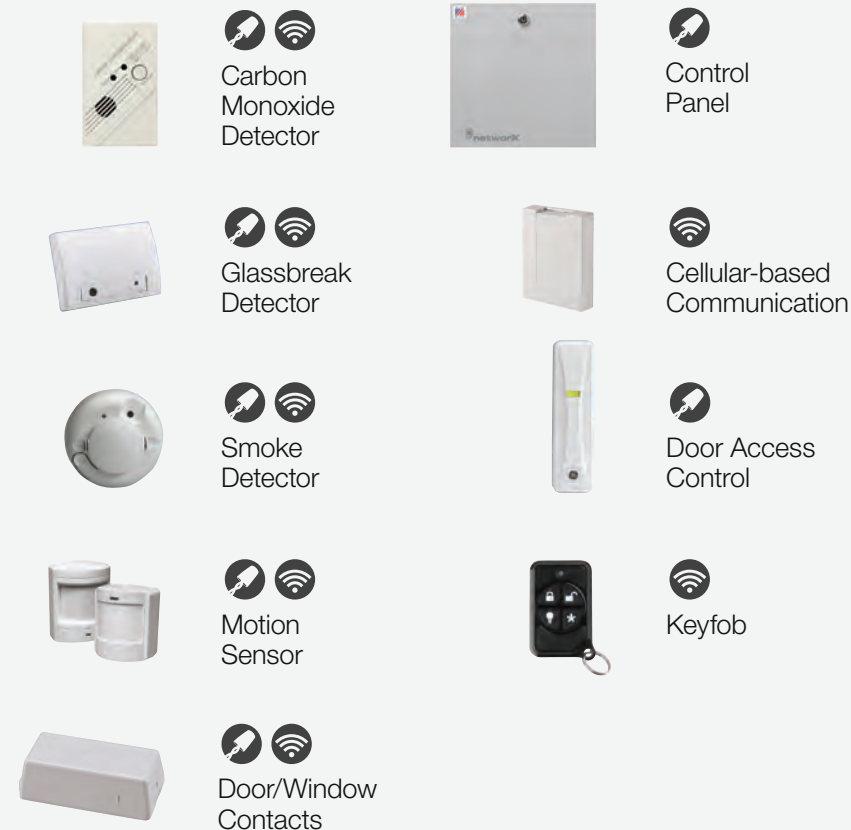 Carbon
Monoxide
Detector
networX
Control
Panel
Glassbreak
Detector
Cellular-based
Communication
Smoke
Detector
Door Access
Control
Motion
Sensor
Keyfob
Door/Window
Contacts